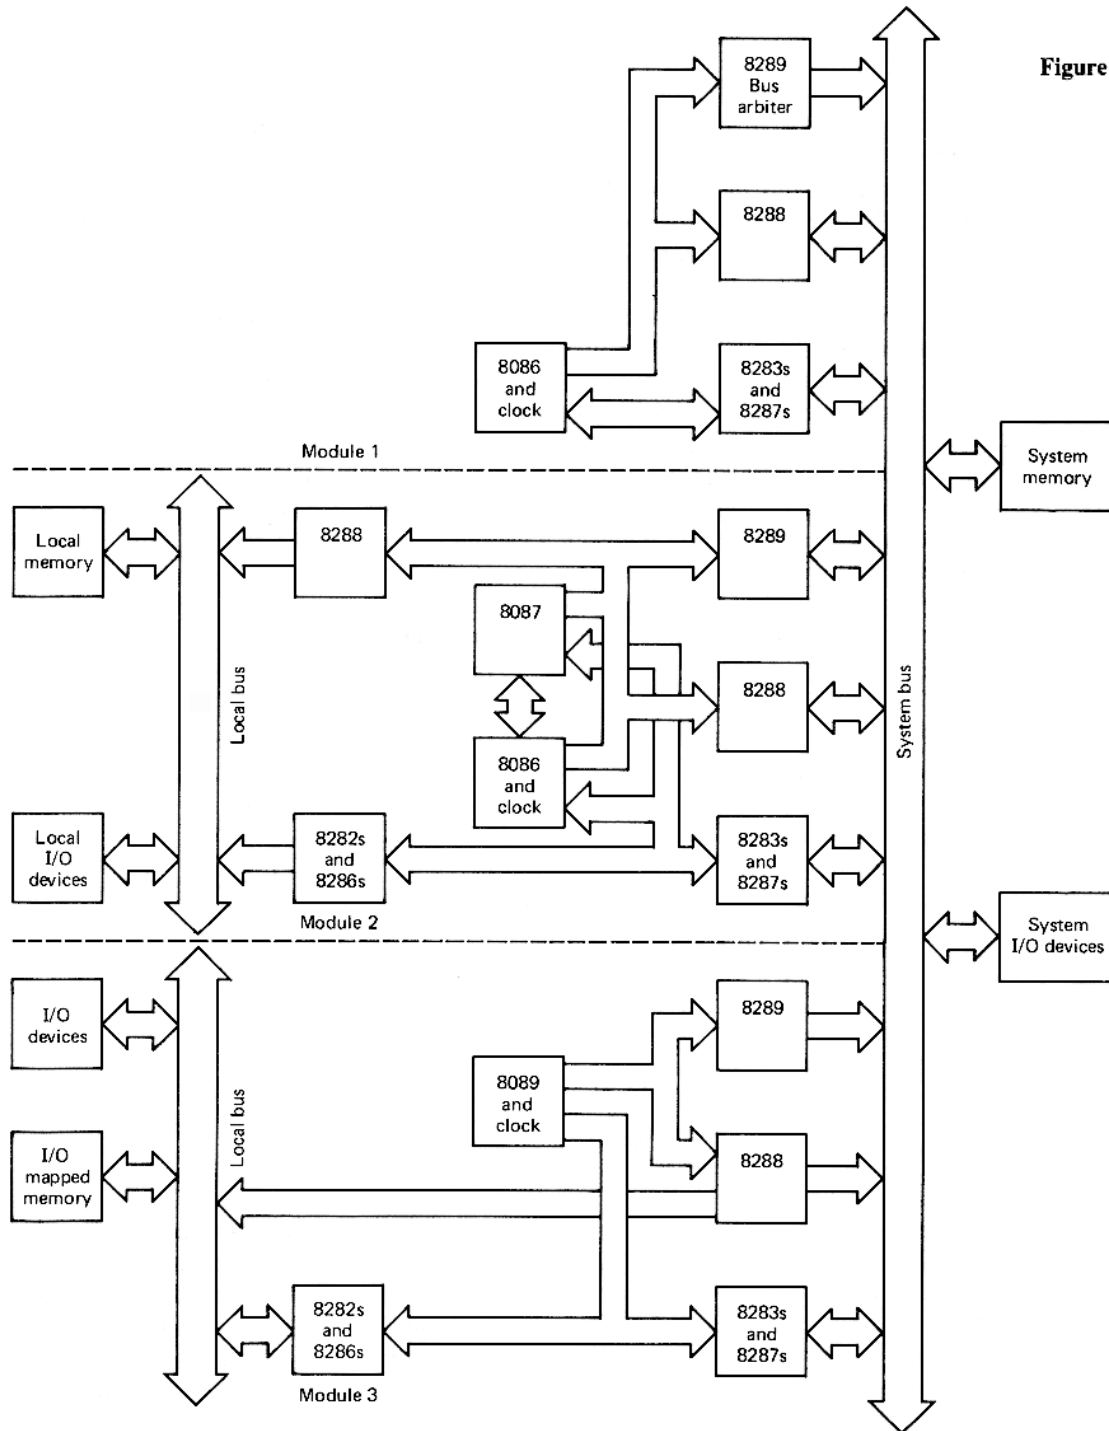 Figure
8289
Bus
arbiter
8288
8086
and
clock
8283s
and
8287s
Module 1
System
memory
Local
memory
8288
8289
8087
Local bus
8288
System bus
8086
and
clock
Local
I/O
devices
8282s
and
8286s
8283s
and
8287s
Module 2
System
I/O devices
I/O
devices
8289
8089
and
clock
Local bus
I/O
mapped
memory
8288
8282s
and
8286s
8283s
and
8287s
Module 3